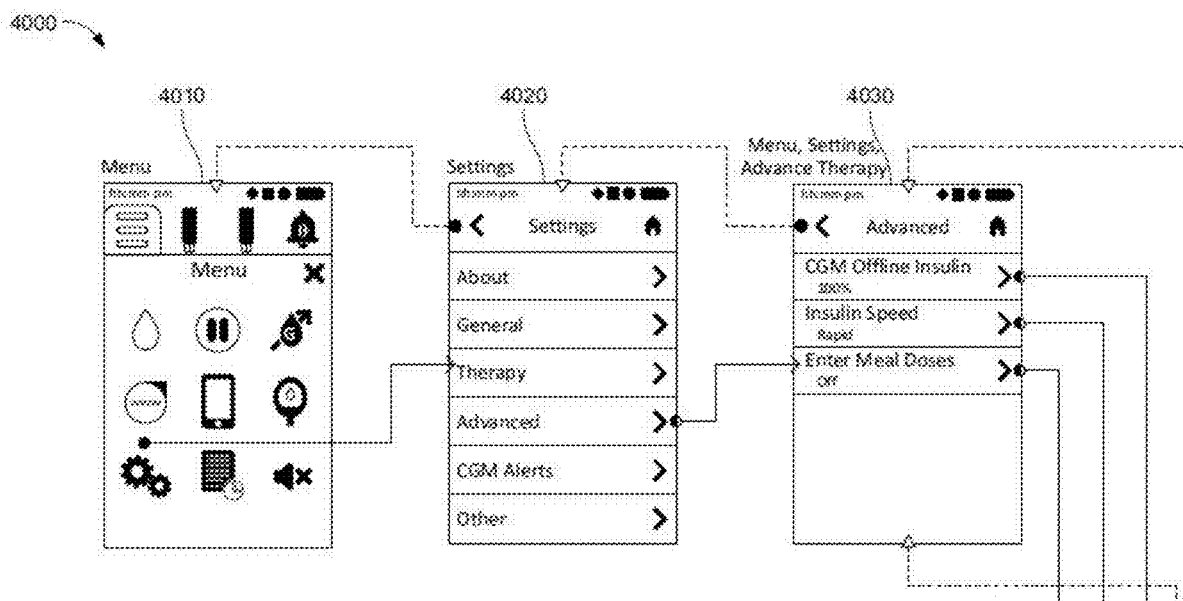 4000
4010
4020
4030
Menu
Settings
Menu, Settings,
Advance Therapy
Menu
Settings
About
General
Therapy
Advanced
CGM Alerts
Other
Advanced
CGM Offline Insulin
Insulin Speed
Rapid
Enter Meal Doses
Off